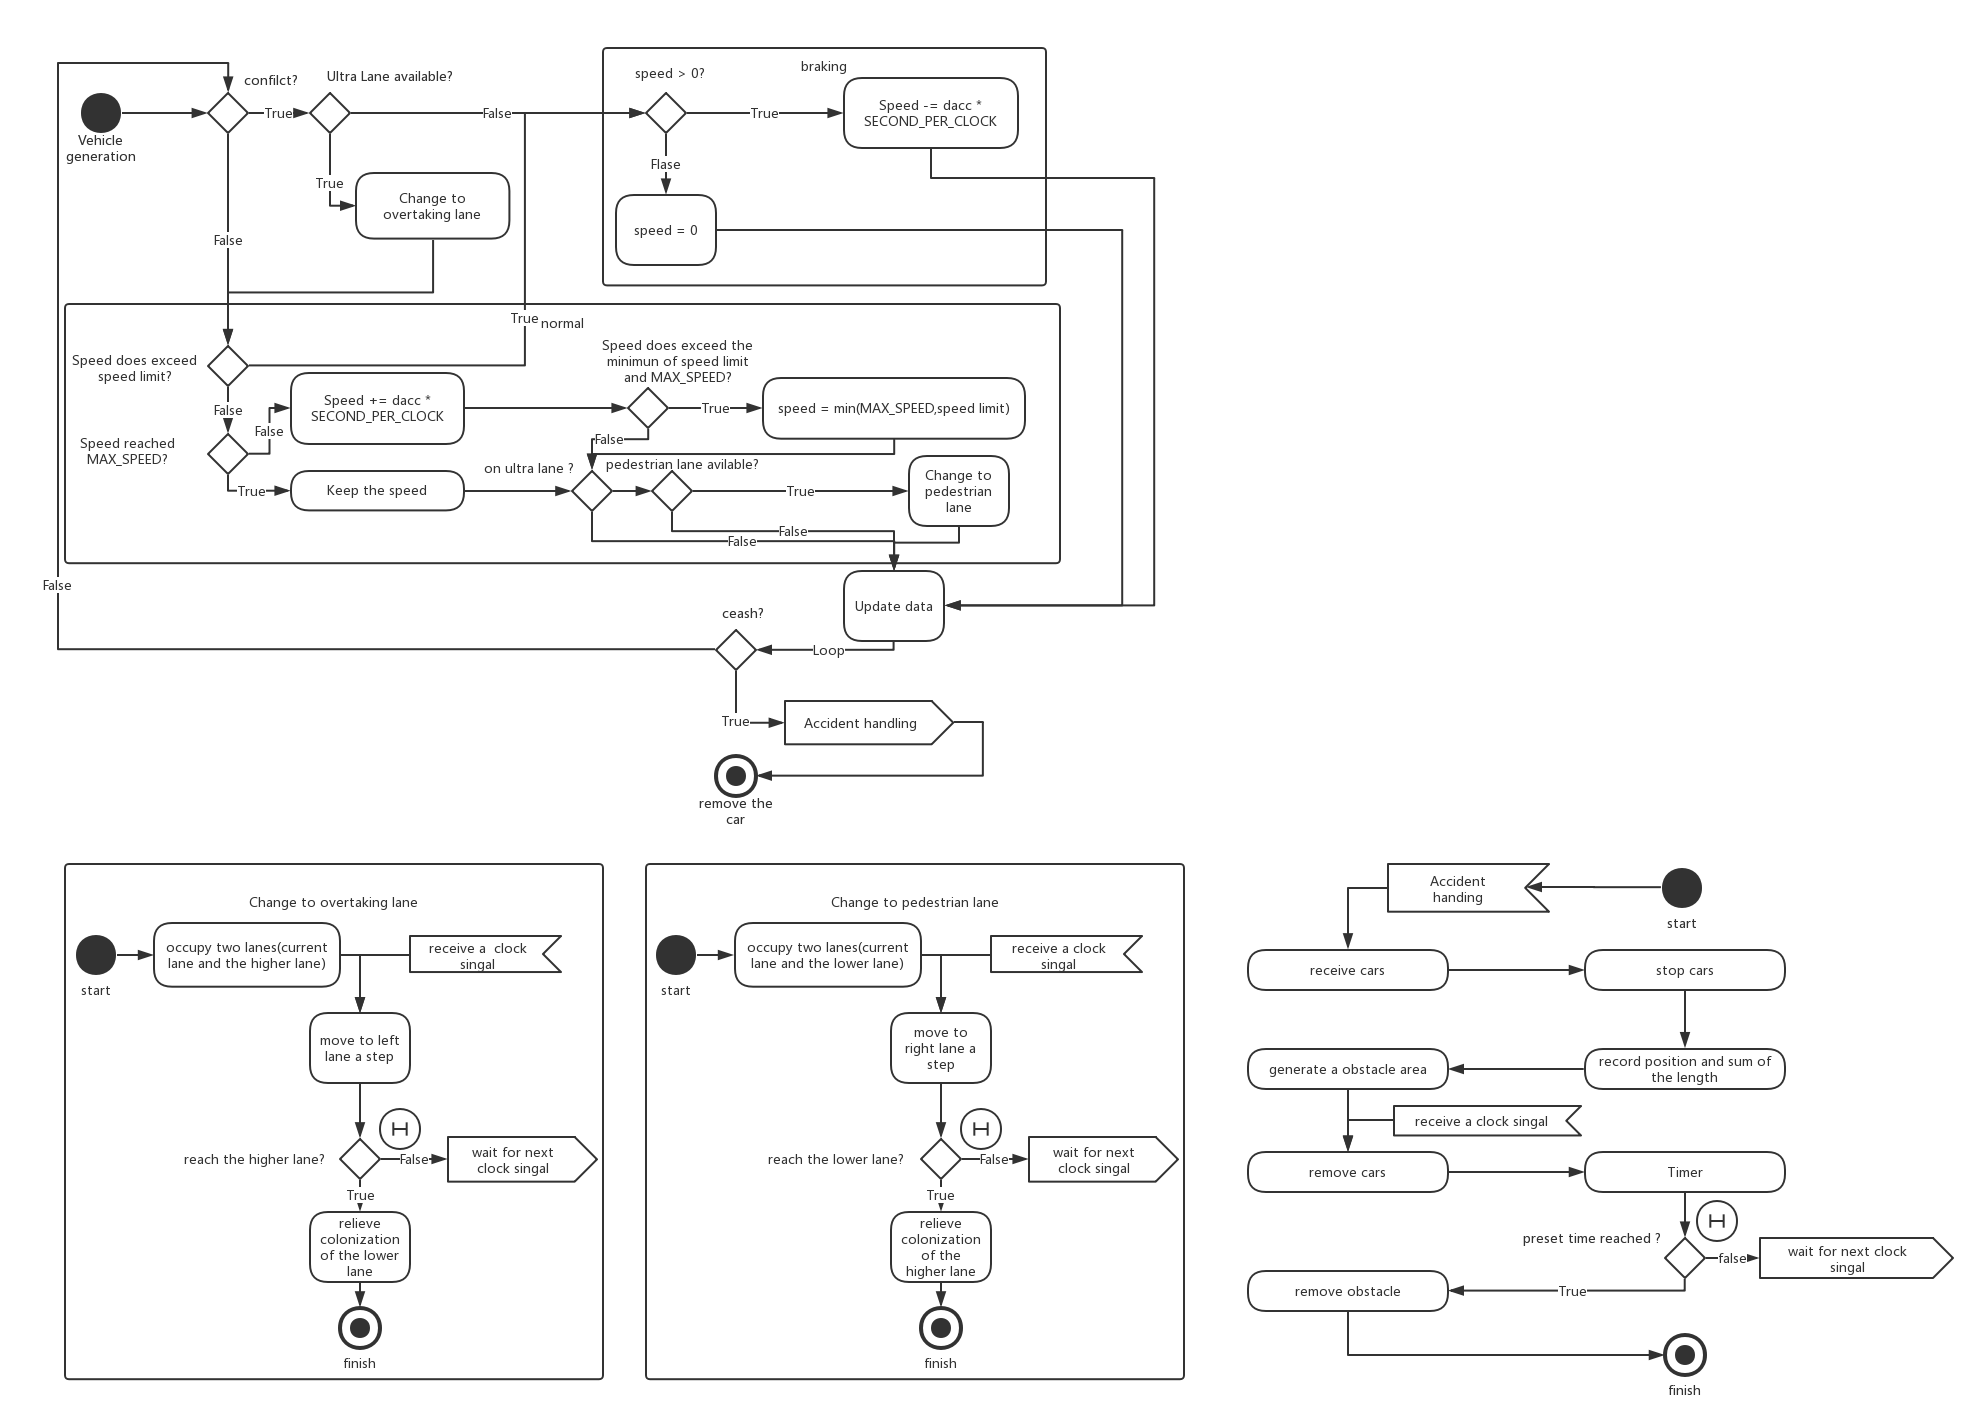 confilct?
Ultra Lane available?
speed > 0?
braking
Vehicle
generation
True
False
True
Speed -= dacc *
SECOND_PER_CLOCK
Flase
True
Change to
overtaking lane
speed = 0
False
True
normal
Speed does exceed
speed limit?
Speed does exceed the
minimun of speed limit
and MAX_SPEED?
False
Speed += dacc *
SECOND_PER_CLOCK
True
speed = min(MAX_SPEED,speed limit)
False
False
Speed reached
MAX_SPEED?
on ultra lane ?
pedestrian lane avilable?
True
Keep the speed
True
Change to
pedestrian
lane
False
False
False
Update data
ceash?
Loop
True
Accident handling
remove the
car
Change to overtaking lane
start
occupy two lanes(current
lane and the higher lane)
receive a  clock
singal
move to left
lane a step
reach the higher lane?
H
False
wait for next
clock singal
True
relieve
colonization
of the lower
lane
finish
Change to pedestrian lane
start
occupy two lanes(current
lane and the lower lane)
receive a clock
singal
move to
right lane a
step
reach the lower lane?
H
False
wait for next
clock singal
True
relieve
colonization
of the
higher lane
finish
Accident
handing
start
receive cars
stop cars
generate a obstacle area
record position and sum of
the length
receive a clock singal
remove cars
Timer
H
preset time reached ?
false
wait for next clock
singal
remove obstacle
True
finish